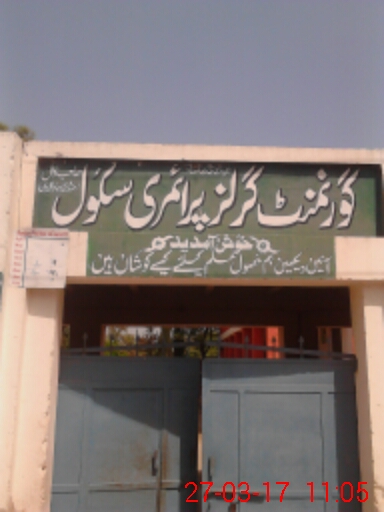 گورنمنٹ گرلز پرائمری سکول
خوش آمدید
آئیں دیکھیں ہم حصول علم کیلئے کیسے کوشاں ہیں
27-03-17 11:05